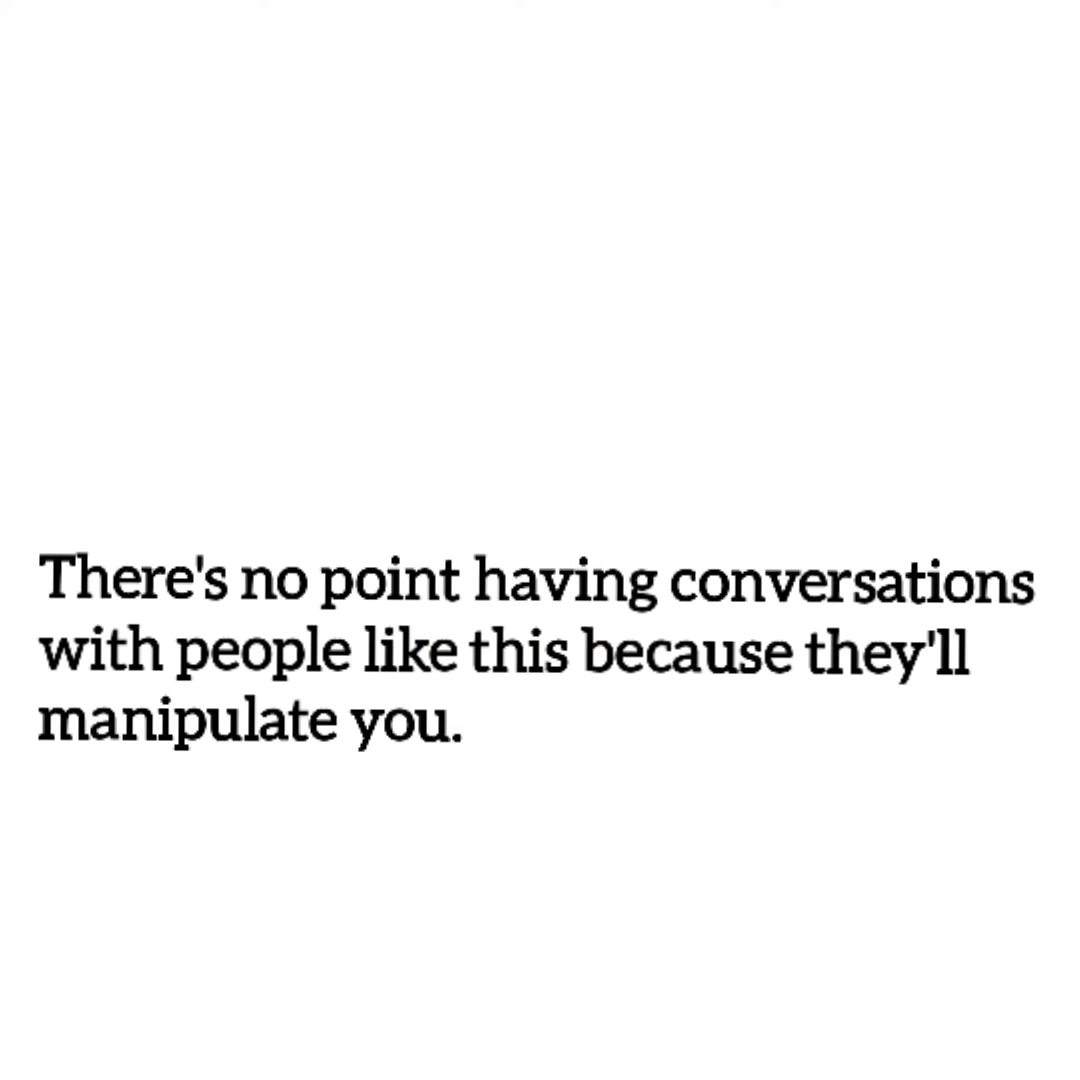 There's no point having conversations
with people like this because they'll
manipulate you.